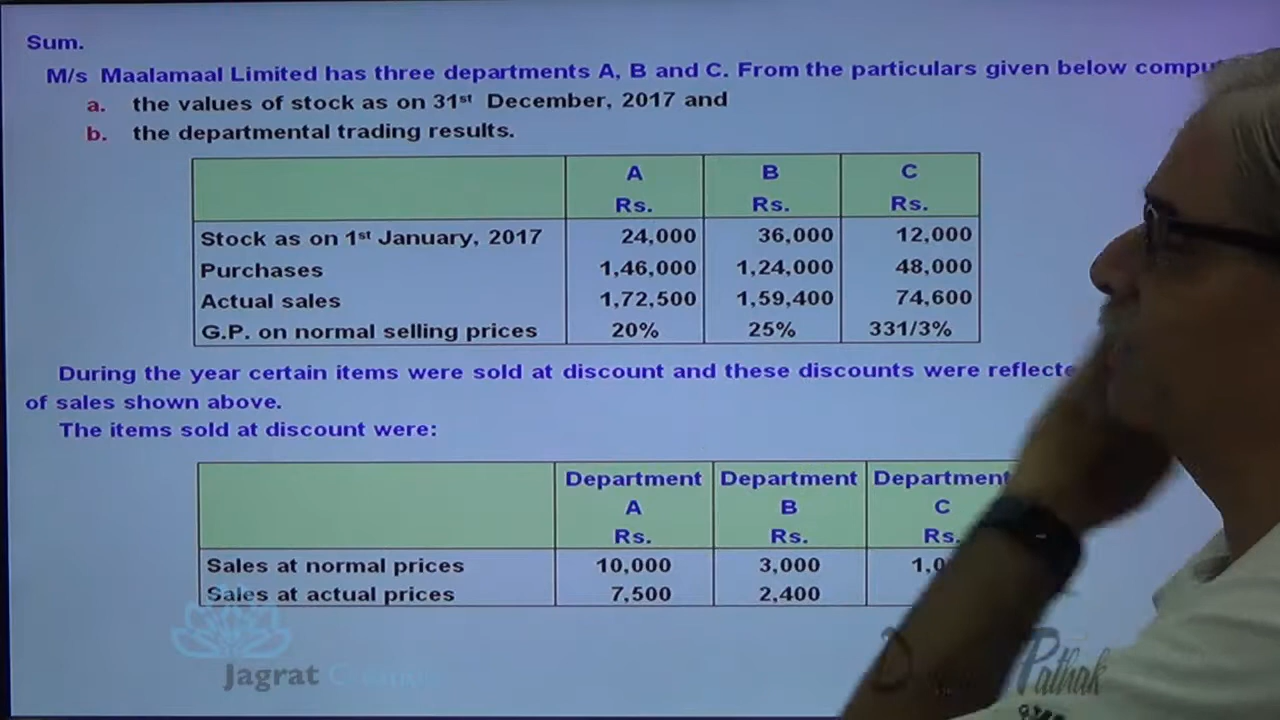 Sum.
M/s Maalamaal Limited has three departments A, B and C. From the particulars given below
a. the values of stock as on 31st December, 2017 and
b. the departmental trading results.
A B C
Rs. Rs. Rs.
Stock as on 1st January, 2017 24,000 36,000 12,000
Purchases 1,46,000 1,24,000 48,000
Actual sales 1,72,500 1,59,400 74,600
G.P. on normal selling prices 20% 25% 331/3%
During the year certain items were sold at discount and these discounts were
of sales shown above.
The items sold at discount were:
Department Department Department
A B C
Rs. Rs. Rs.
Sales at normal prices 10,000 3,000
Sales at actual prices 7,500 2,400
Jagrat
Pathak